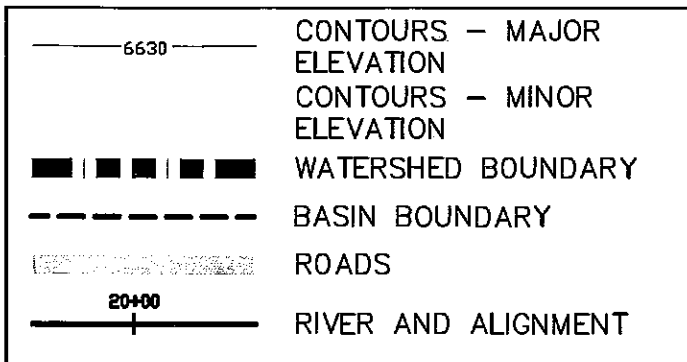 6630
CONTOURS - MAJOR
ELEVATION
CONTOURS - MINOR
ELEVATION
WATERSHED BOUNDARY
BASIN BOUNDARY
ROADS
20+00
RIVER AND ALIGNMENT